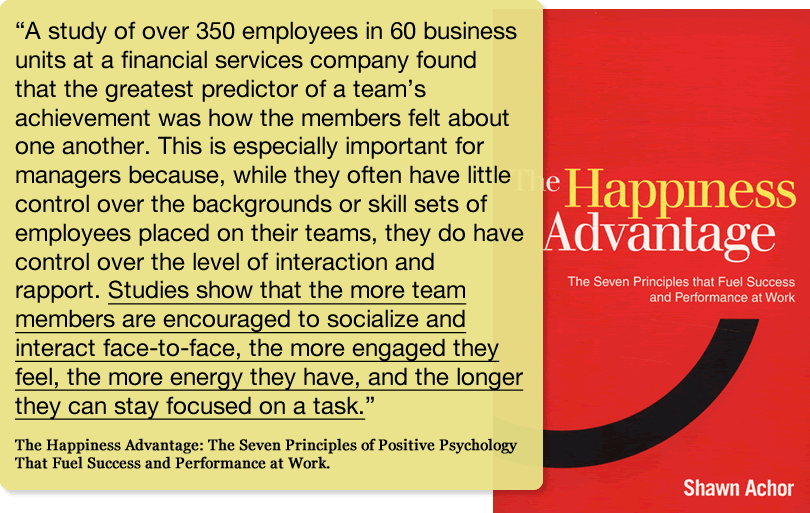 “A study of over 350 employees in 60 business
units at a financial services company found
that the greatest predictor of a team’s
achievement was how the members felt about
one another. This is especially important for
managers because, while they often have little
control over the backgrounds or skill sets of
employees placed on their teams, they do have
control over the level of interaction and
rapport. Studies show that the more team
members are encouraged to socialize and
interact face-to-face, the more engaged they
feel, the more energy they have, and the longer
they can stay focused on a task.”
The Happiness Advantage: The Seven Principles of Positive Psychology
That Fuel Success and Performance at Work.
The Happiness
Advantage
The Seven Principles that Fuel Success
and Performance at Work
Shawn Achor